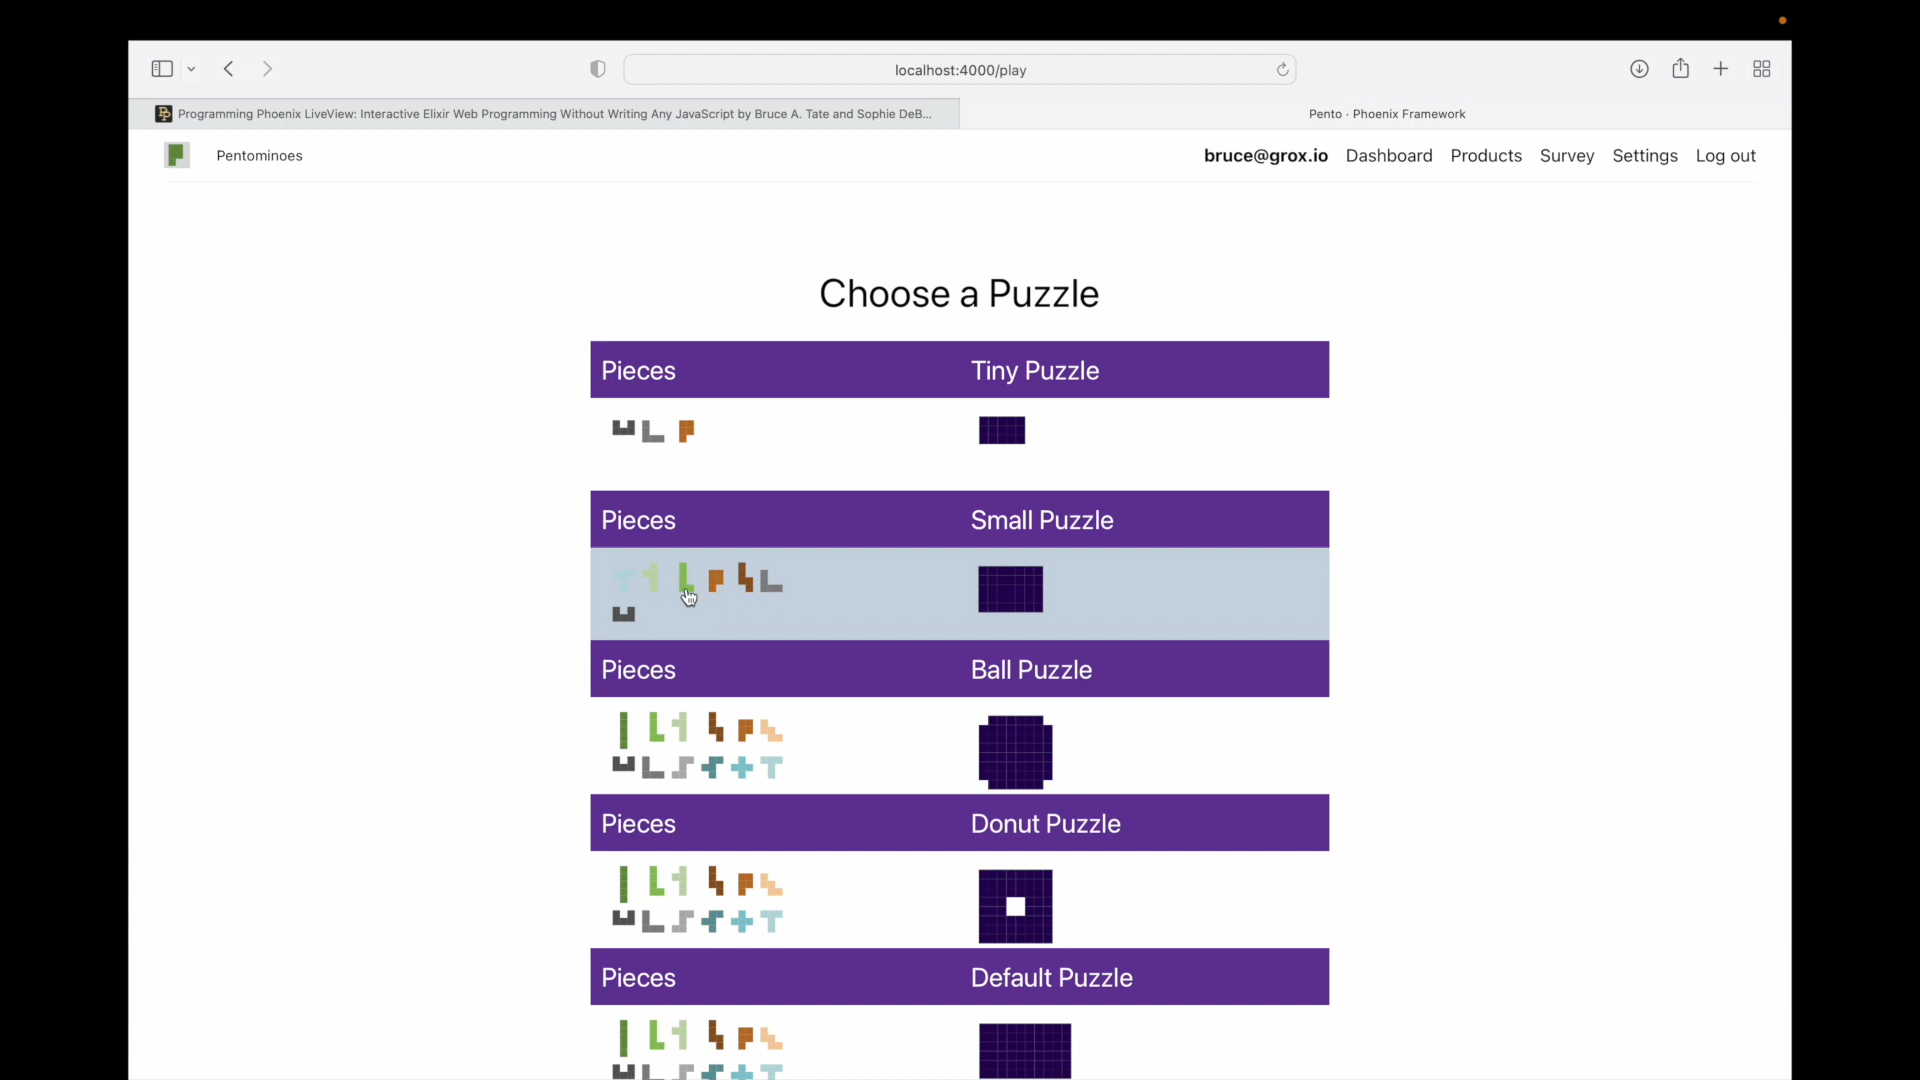 localhost:4000/play
Programming Phoenix LiveView: Interactive Elixir Web Programming Without Writing Any JavaScript by Bruce A. Tate and Sophie DeB...
Pento · Phoenix Framework
Pentominoes
bruce@grox.io Dashboard Products Survey Settings Log out
Choose a Puzzle
Pieces Tiny Puzzle
Pieces Small Puzzle
Pieces Ball Puzzle
Pieces Donut Puzzle
Pieces Default Puzzle